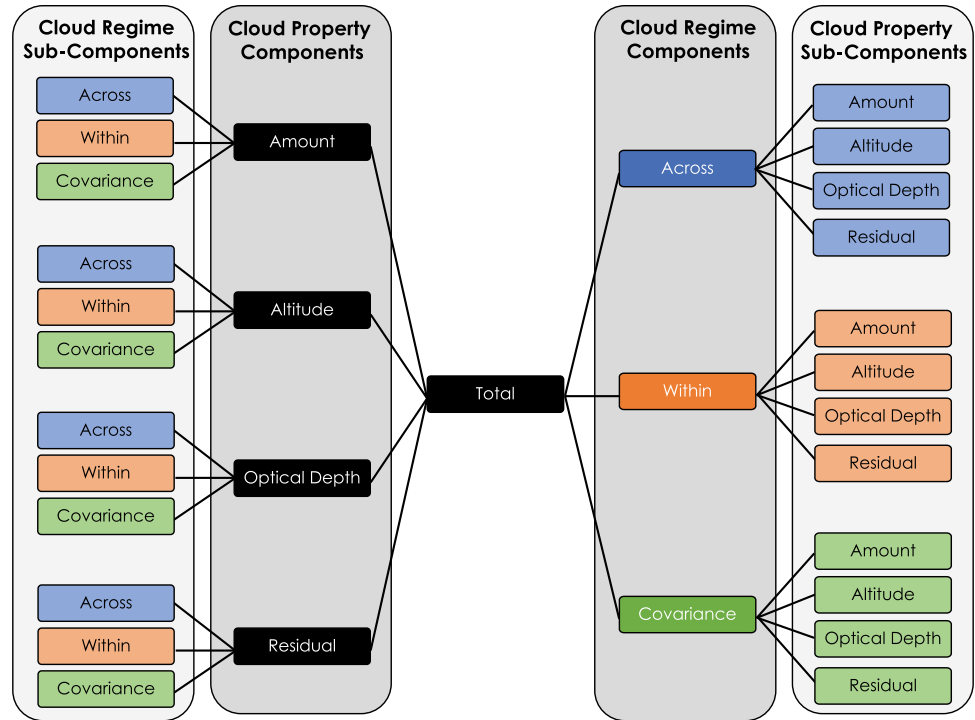 Cloud Regime
Sub-Components
Across
Within
Covariance
Across
Within
Covariance
Across
Within
Covariance
Across
Within
Covariance
Cloud Property
Components
Amount
Altitude
Optical Depth
Residual
Total
Cloud Regime
Components
Across
Within
Covariance
Cloud Property
Sub-Components
Amount
Altitude
Optical Depth
Residual
Amount
Altitude
Optical Depth
Residual
Amount
Altitude
Optical Depth
Residual